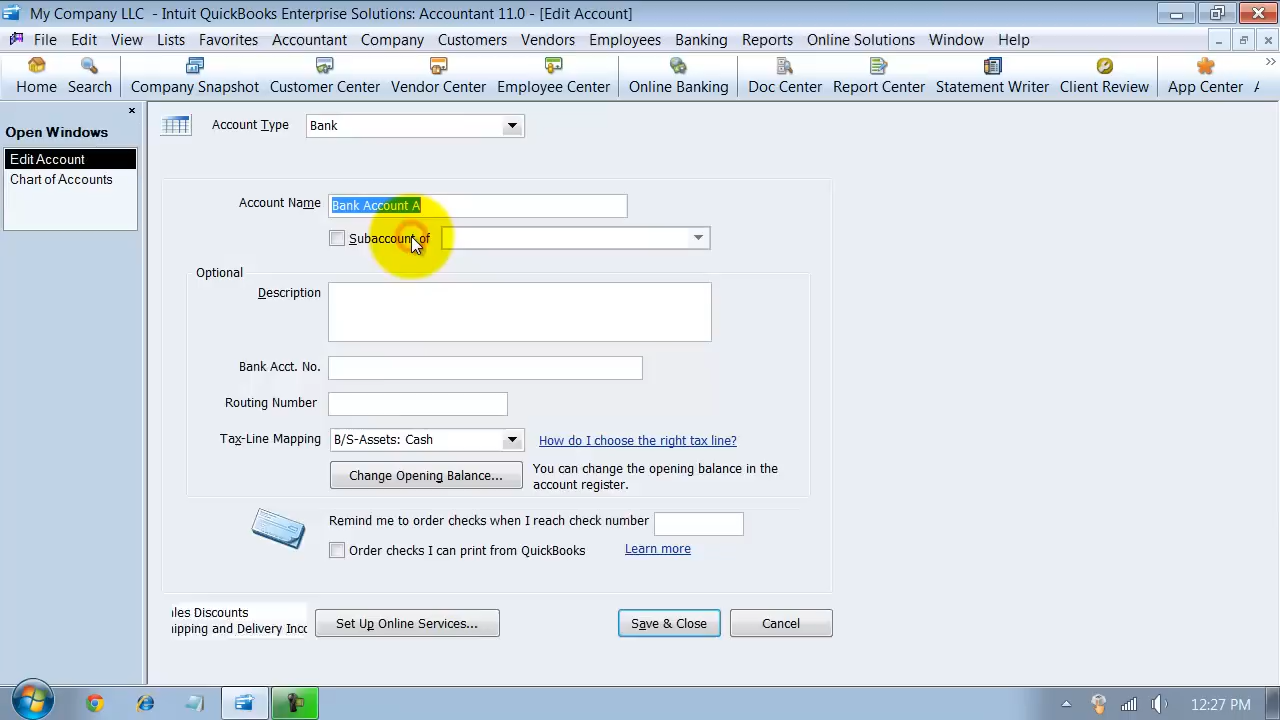 My Company LLC - Intuit QuickBooks Enterprise Solutions: Accountant 11.0 - [Edit Account]
File Edit View Lists Favorites Accountant Company Customers Vendors Employees Banking Reports Online Solutions Window Help
Home Search Company Snapshot Customer Center Vendor Center Employee Center Online Banking Doc Center Report Center Statement Writer Client Review App Center
Open Windows
Edit Account
Chart of Accounts
Account Type Bank
Account Name Bank Account A
Subaccount of
Optional
Description
Bank Acct. No.
Routing Number
Tax-Line Mapping B/S-Assets: Cash How do I choose the right tax line?
Change Opening Balance... You can change the opening balance in the
account register.
Remind me to order checks when I reach check number
Order checks I can print from QuickBooks Learn more
ales Discounts
Set Up Online Services... Save & Close Cancel
12:27 PM